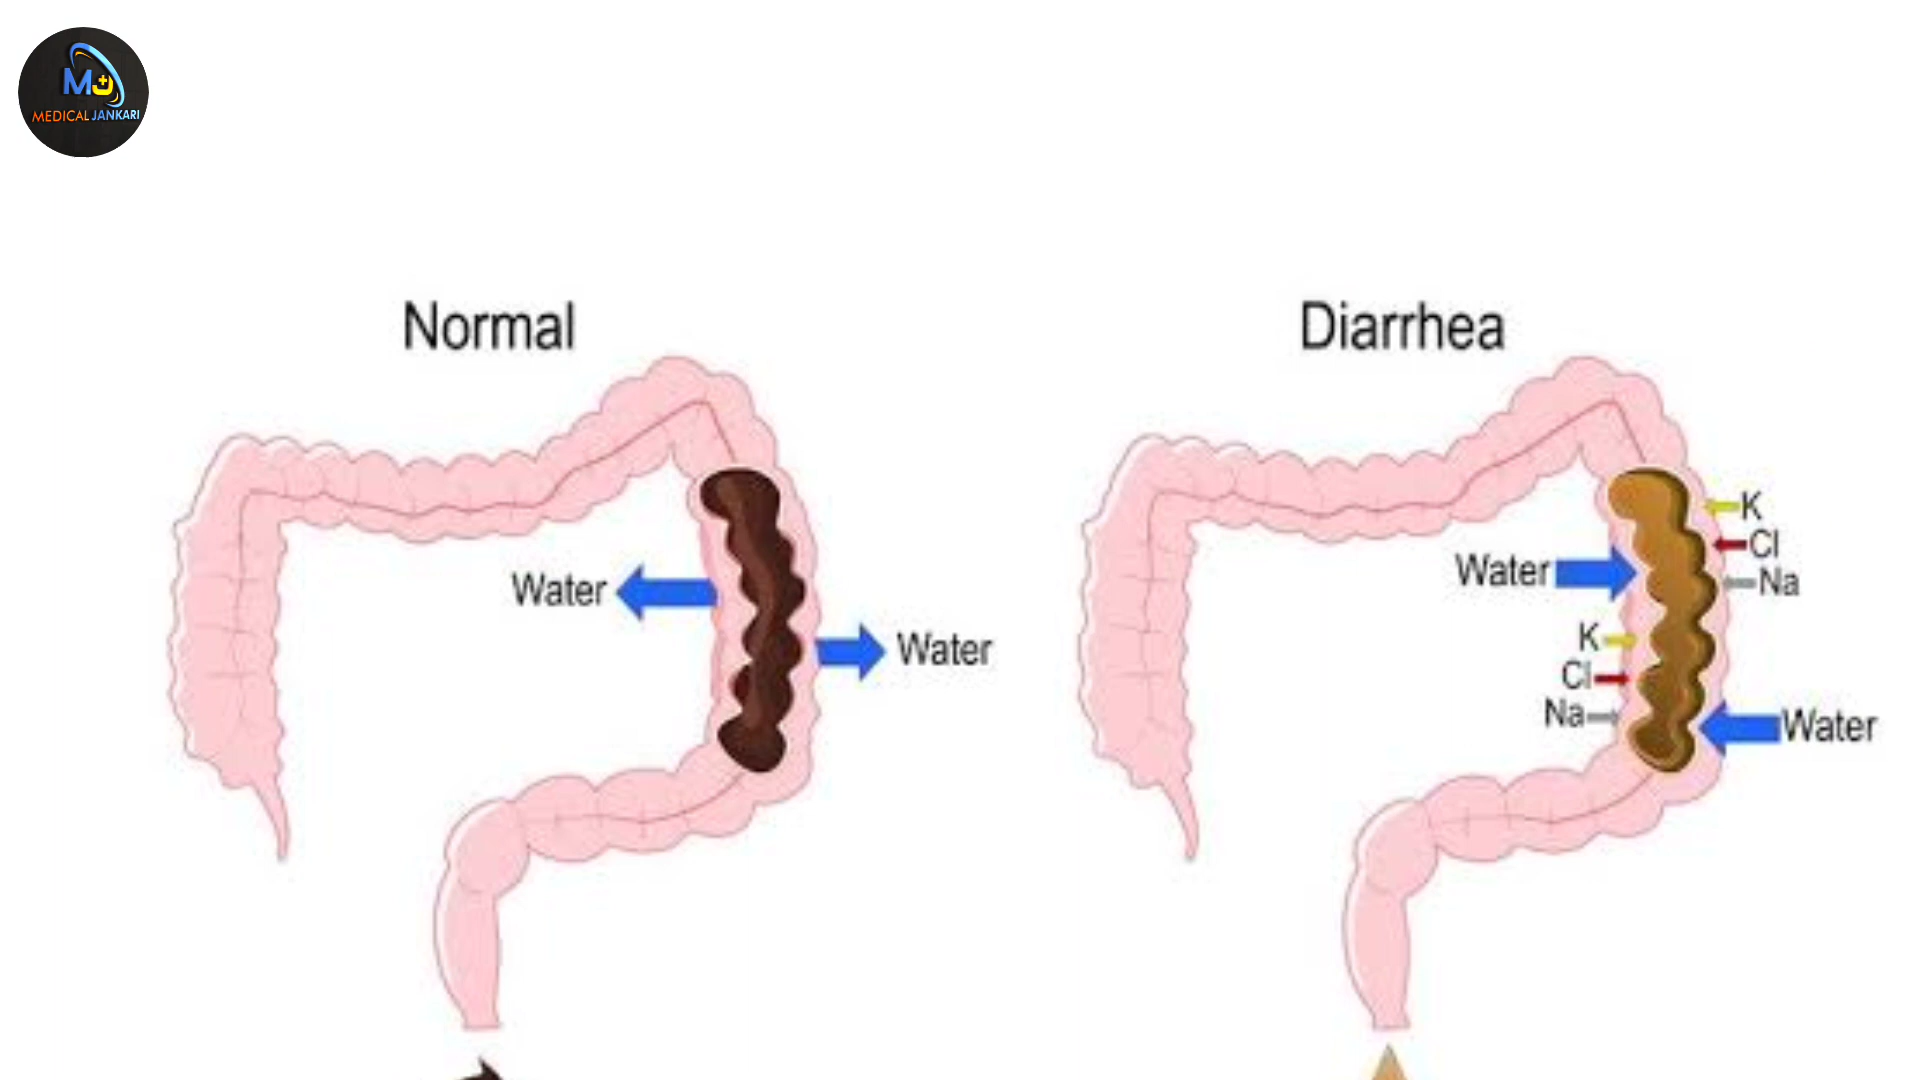 MEDICAL JANKARI
Normal
Diarrhea
Water
Water
K
Cl
Na
Water
K
Cl
Na
Water